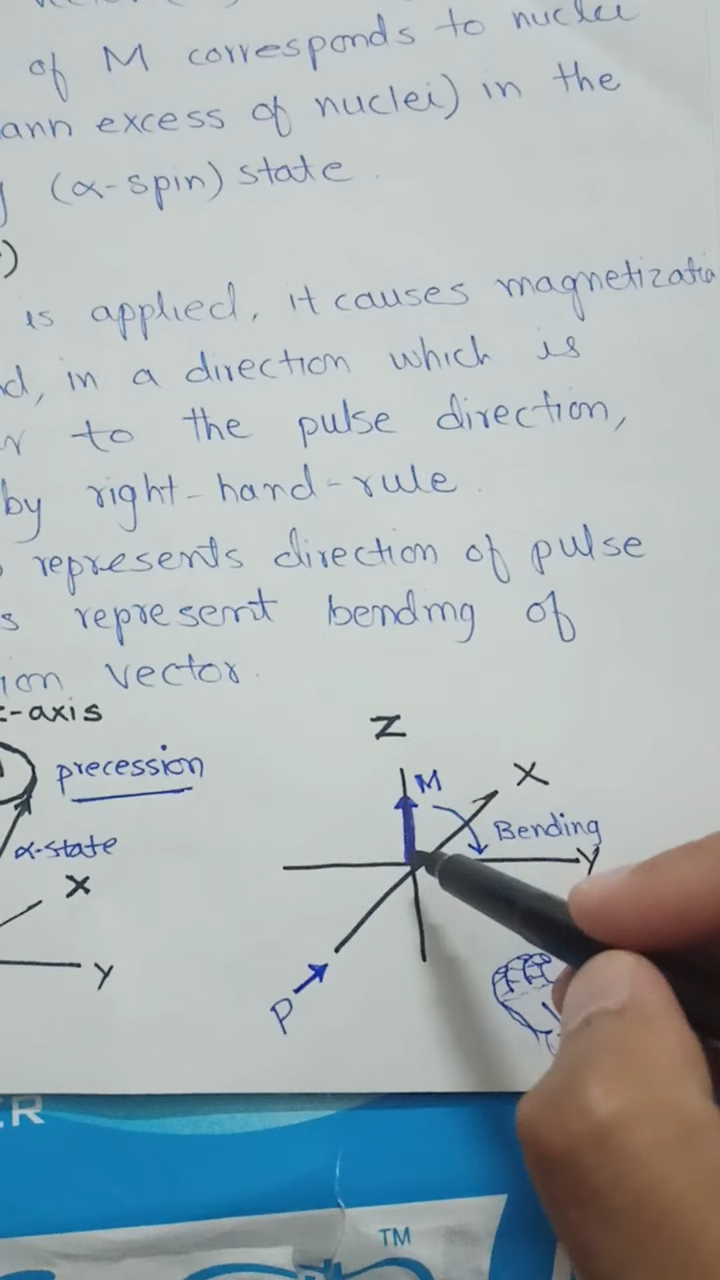 of M corresponds to nuclei
ann excess of nuclei) in the
(α-spin) state.
)
is applied, it causes magnetizatio
d, in a direction which is
r to the pulse direction,
by right-hand-rule.
represents direction of pulse
s represent bending of
ion vector.
-axis
precession
α-state
X
Y
Z
M
X
Bending
Y
P
ER
TM